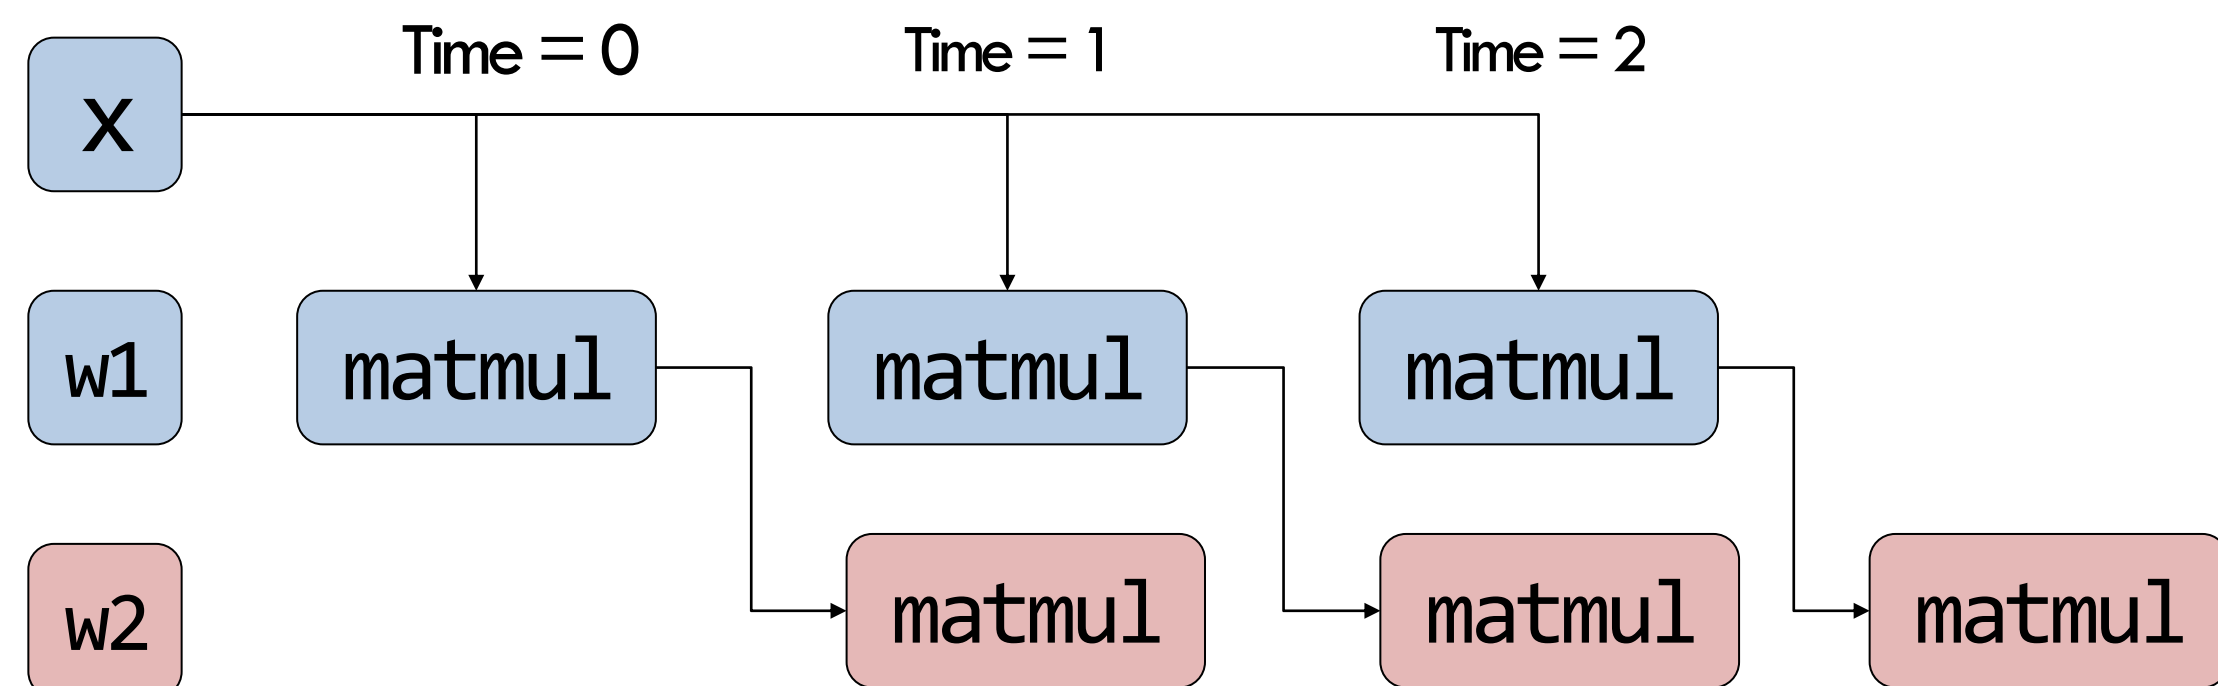 Time = 0 Time = 1 Time = 2
x
w1 matmul matmul matmul
w2 matmul matmul matmul